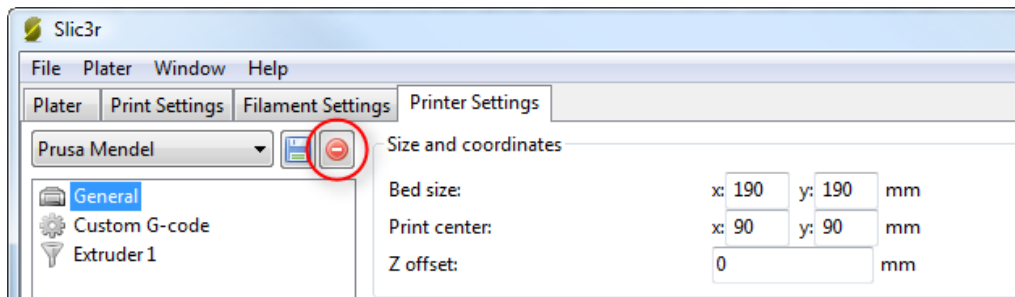 Slic3r
File Plater Window Help
Plater Print Settings Filament Settings Printer Settings
Prusa Mendel
Size and coordinates
General
Custom G-code
Extruder 1
Bed size: x: 190 y: 190 mm
Print center: x: 90 y: 90 mm
Z offset: 0 mm